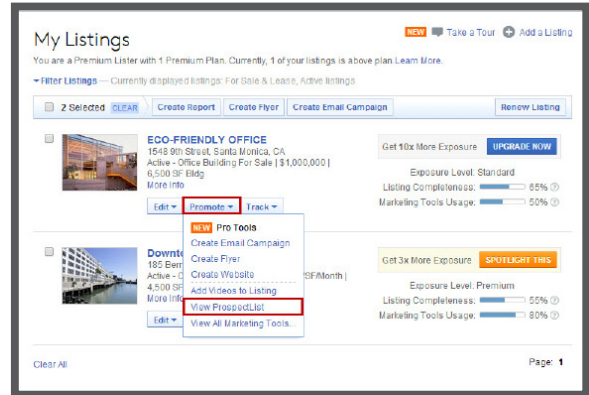 My Listings
NEW Take a Tour Add a Listing
You are a Premium Lister with 1 Premium Plan. Currently, 1 of your listings is above plan.Learn More.
Filter Listings — Currently displayed listings: For Sale & Lease, Active listings
2 Selected CLEAR Create Report Create Flyer Create Email Campaign Renew Listing
ECO-FRIENDLY OFFICE
1548 9th Street, Santa Monica, CA
Active - Office Building For Sale | $1,000,000 |
6,500 SF Bldg
More Info
Get 10x More Exposure UPGRADE NOW
Exposure Level: Standard
Listing Completeness: 65%
Marketing Tools Usage: 50%
Edit Promote Track
NEW Pro Tools
Create Email Campaign
Create Flyer
Create Website
Add Videos to Listing
View ProspectList
View All Marketing Tools...
Downto
185 Berr
Active - O SF/Month |
4,500 SF
More Info
Edit
Get 3x More Exposure SPOTLIGHT THIS
Exposure Level: Premium
Listing Completeness: 55%
Marketing Tools Usage: 80%
Clear All Page: 1